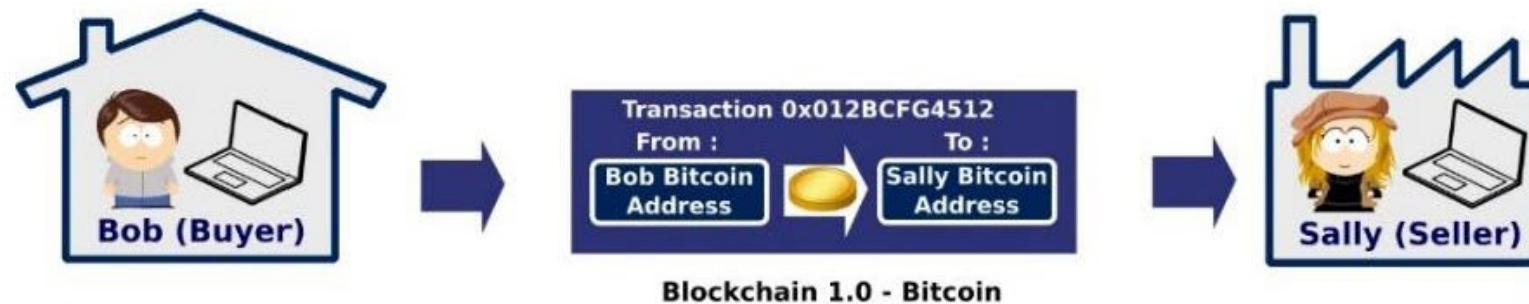 Transaction 0x012BCFG4512
From :
To :
Bob Bitcoin
Address
Sally Bitcoin
Address
Bob (Buyer)
Sally (Seller)
Blockchain 1.0 - Bitcoin